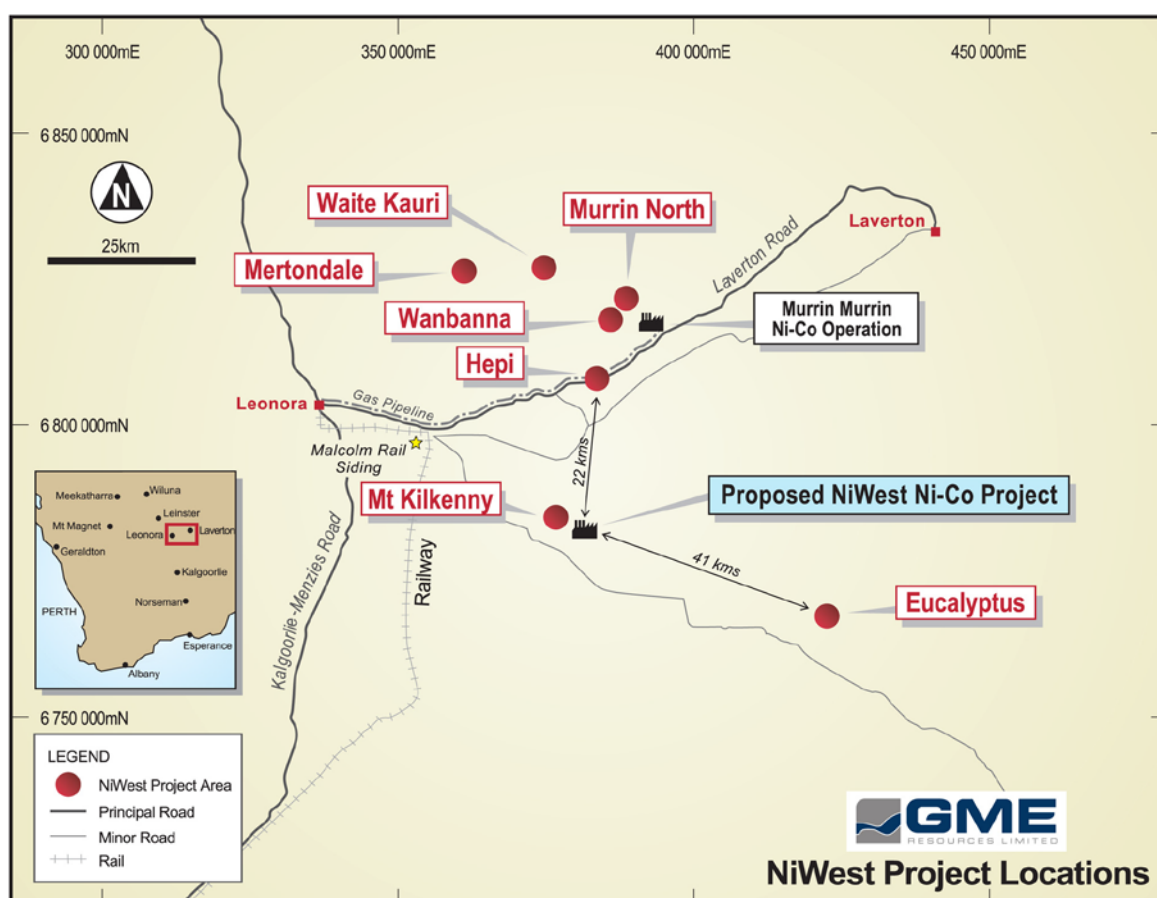 300 000mE
350 000mE
400 000mE
450 000mE
6 850 000mN
N
25km
Waite Kauri
Murrin North
Laverton
Mertondale
Laverton Road
Wanbanna
Murrin Murrin
Ni-Co Operation
Hepi
Gas Pipeline
Leonora
6 800 000mN
Malcolm Rail
Siding
22 kms
Mt Kilkenny
Proposed NiWest Ni-Co Project
41 kms
Eucalyptus
Kalgoorlie-Menzies Road
Railway
Meekatharra
Wiluna
Leinster
Mt Magnet
Leonora
Laverton
Geraldton
Kalgoorlie
PERTH
Norseman
Esperance
Albany
6 750 000mN
LEGEND
NiWest Project Area
Principal Road
Minor Road
Rail
GME
RESOURCES LIMITED
NiWest Project Locations